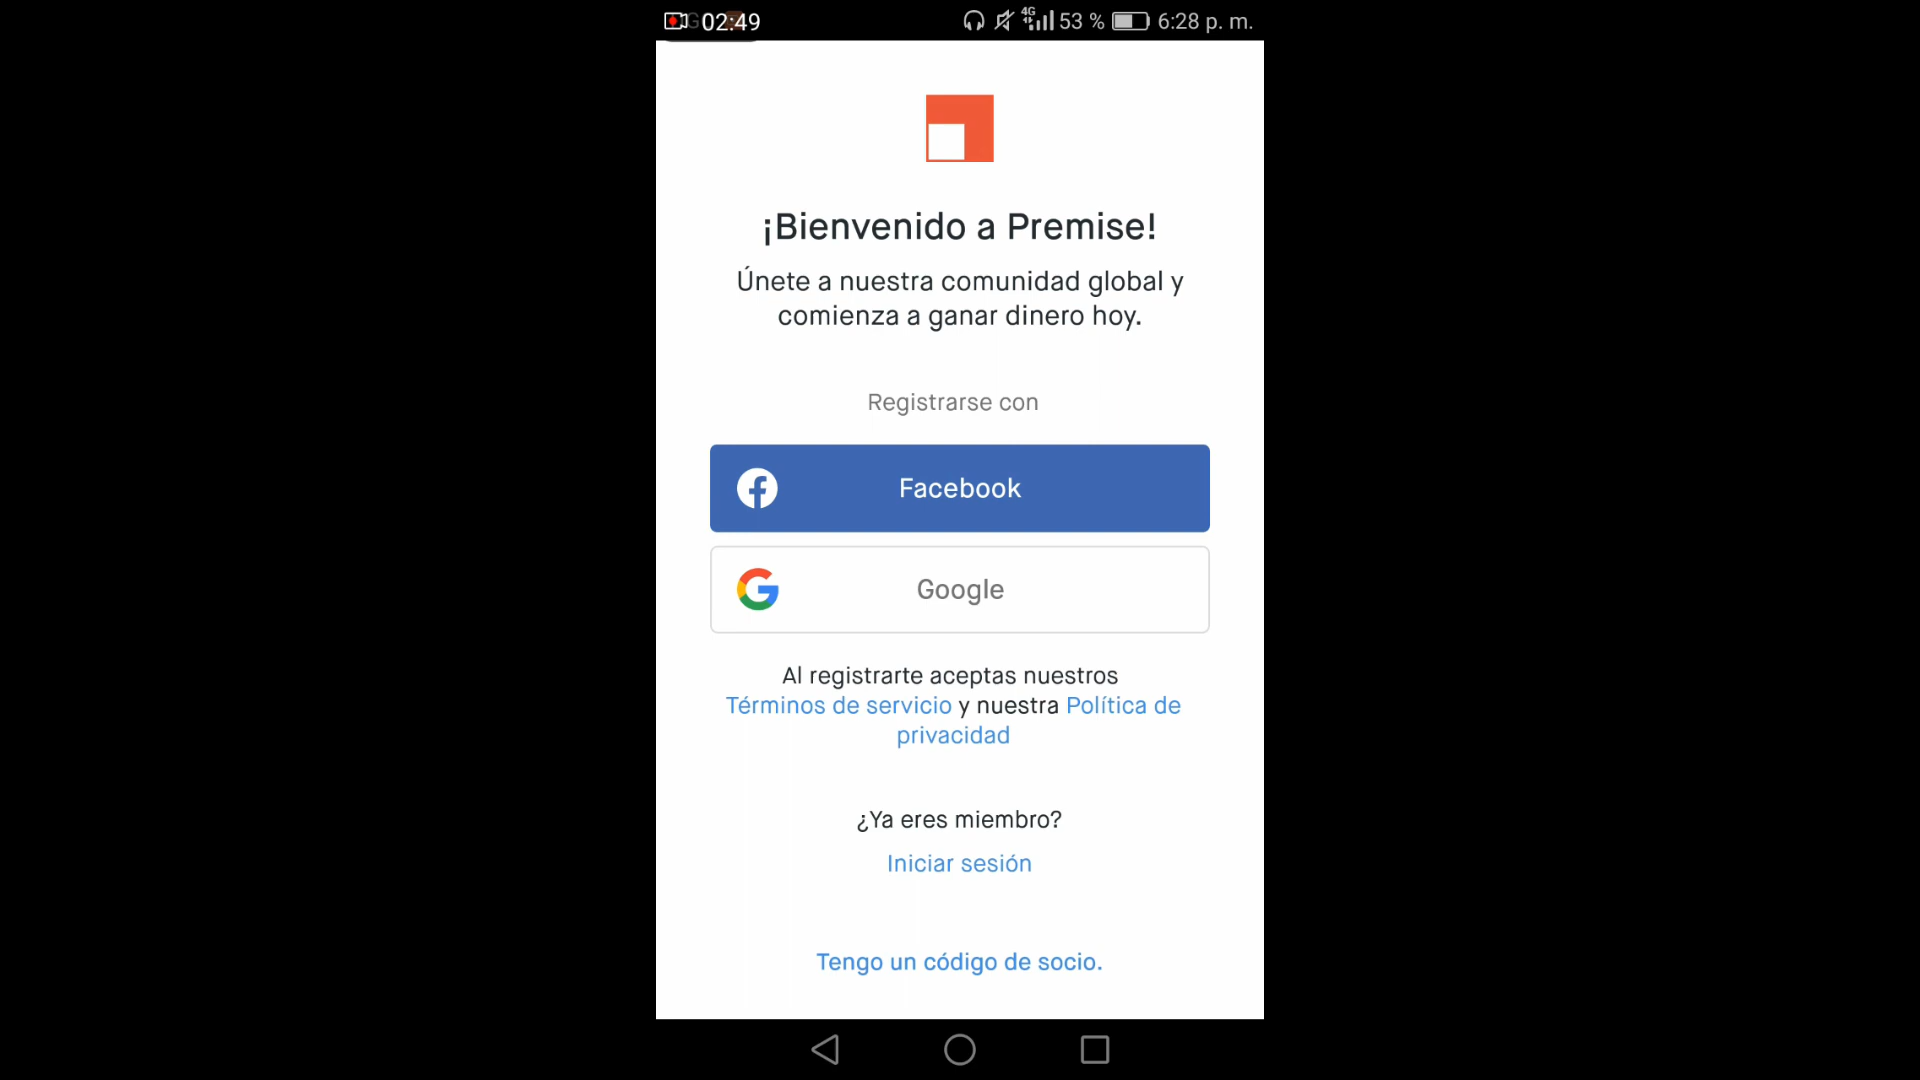 02:49 4G 53 % 6:28 p. m.
¡Bienvenido a Premise!
Únete a nuestra comunidad global y
comienza a ganar dinero hoy.
Registrarse con
Facebook
Google
Al registrarte aceptas nuestros
Términos de servicio y nuestra Política de
privacidad
¿Ya eres miembro?
Iniciar sesión
Tengo un código de socio.